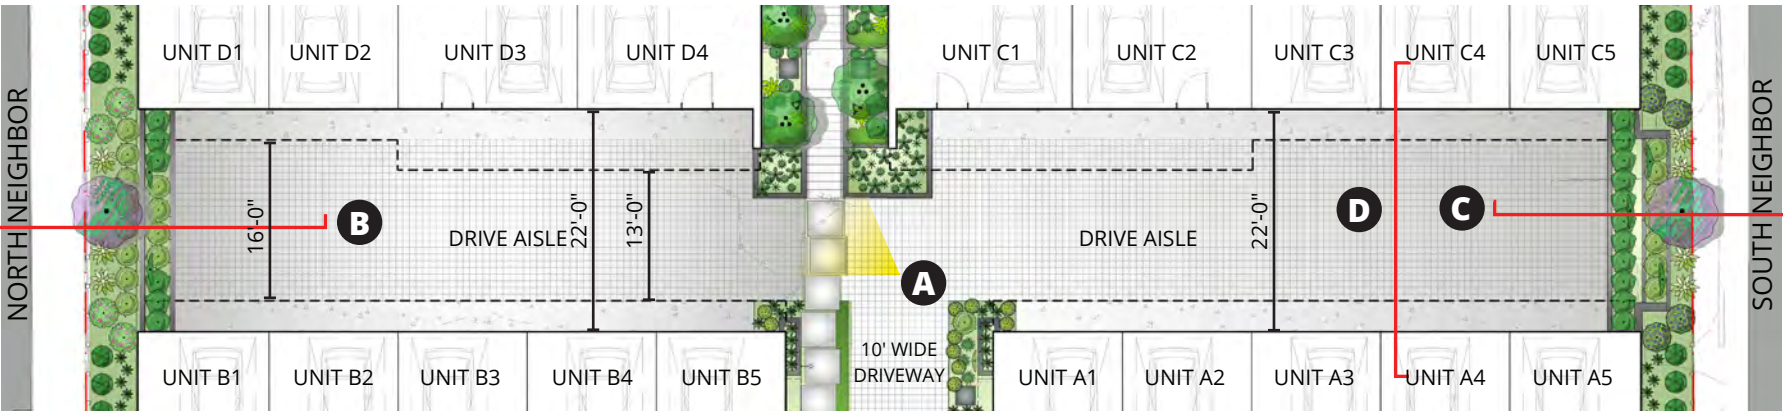 UNIT D1
UNIT D2
UNIT D3
UNIT D4
UNIT C1
UNIT C2
UNIT C3
UNIT C4
UNIT C5
NORTH NEIGHBOR
SOUTH NEIGHBOR
16'-0"
B
DRIVE AISLE
22'-0"
13'-0"
A
DRIVE AISLE
22'-0"
D
C
10' WIDE
DRIVEWAY
UNIT B1
UNIT B2
UNIT B3
UNIT B4
UNIT B5
UNIT A1
UNIT A2
UNIT A3
UNIT A4
UNIT A5